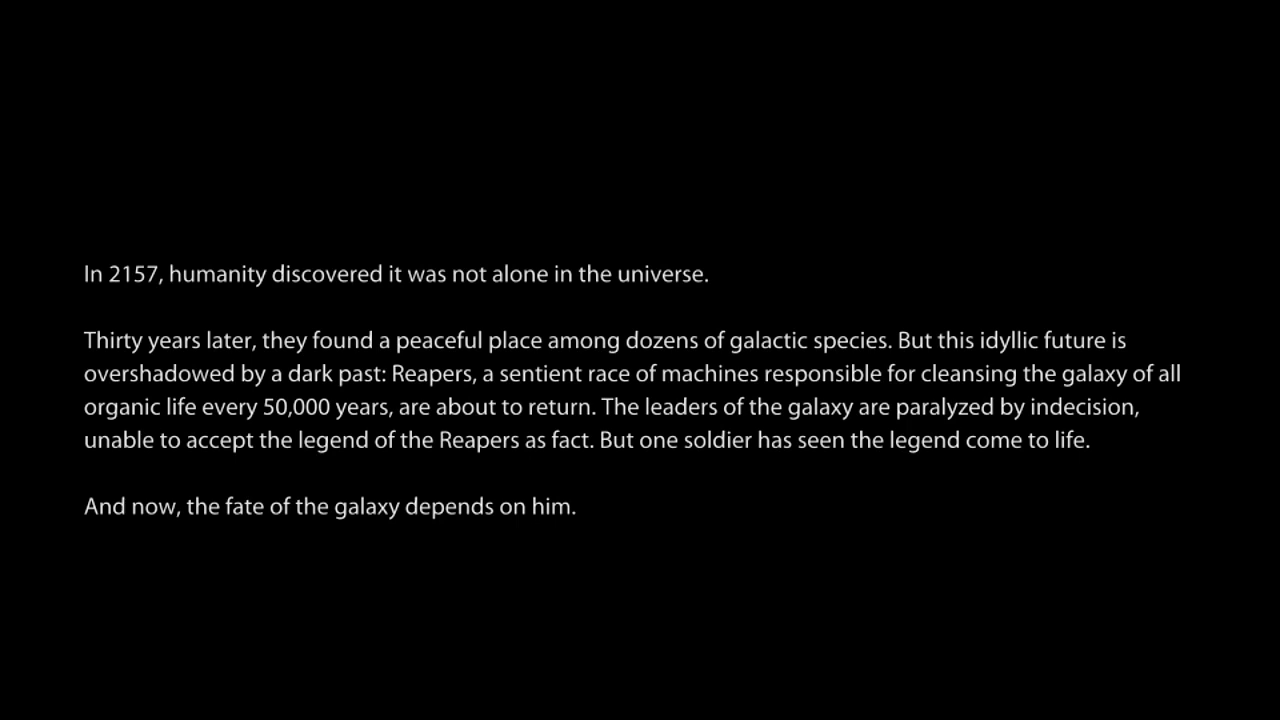 In 2157, humanity discovered it was not alone in the universe.
Thirty years later, they found a peaceful place among dozens of galactic species. But this idyllic future is
overshadowed by a dark past: Reapers, a sentient race of machines responsible for cleansing the galaxy of all
organic life every 50,000 years, are about to return. The leaders of the galaxy are paralyzed by indecision,
unable to accept the legend of the Reapers as fact. But one soldier has seen the legend come to life.
And now, the fate of the galaxy depends on him.